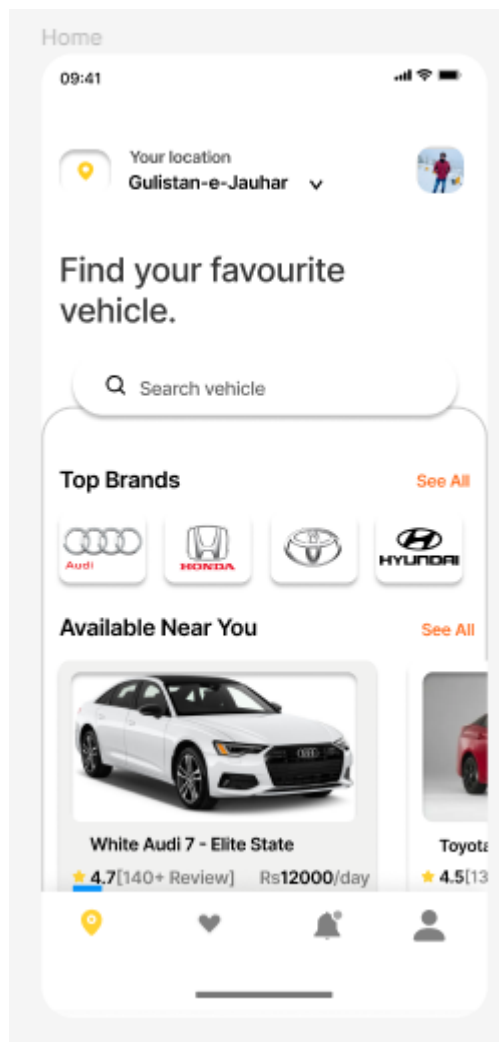 Home
09:41
Your location
Gulistan-e-Jauhar
Find your favourite
vehicle.
Search vehicle
Top Brands
See All
Audi
HONDA
HYUNDAI
Available Near You
See All
White Audi 7 - Elite State
Toyota
4.7[140+ Review]
Rs12000/day
4.5[13